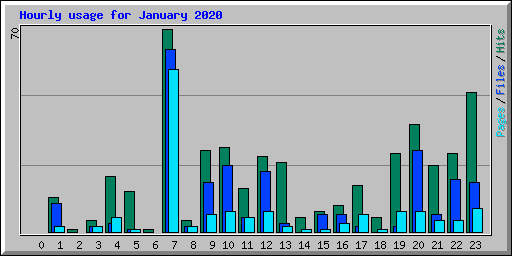 Hourly usage for January 2020
70
Pages/Files/Hits
0 1 2 3 4 5 6 7 8 9 10 11 12 13 14 15 16 17 18 19 20 21 22 23